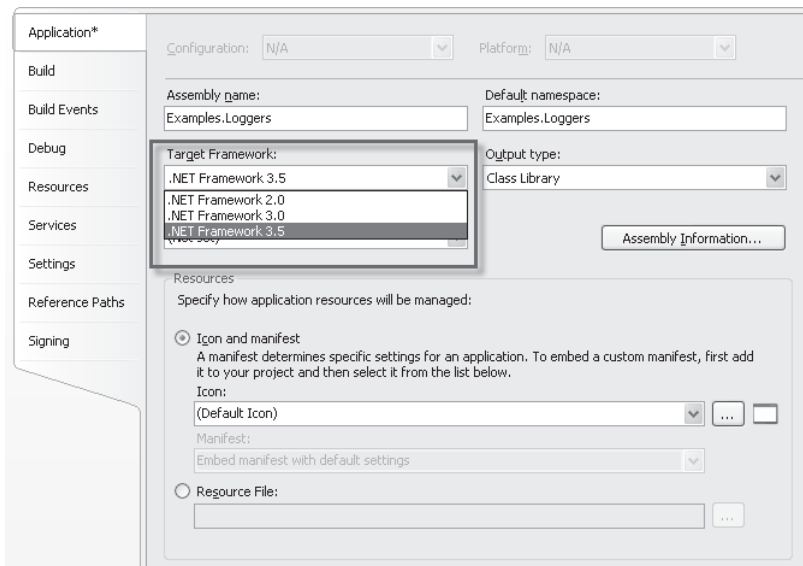 Application*
Build
Build Events
Debug
Resources
Services
Settings
Reference Paths
Signing
Configuration: N/A Platform: N/A
Assembly name: Default namespace:
Examples.Loggers Examples.Loggers
Target Framework: Output type:
.NET Framework 3.5 Class Library
.NET Framework 2.0
.NET Framework 3.0
.NET Framework 3.5
(Not set)
Assembly Information...
Resources
Specify how application resources will be managed:
Icon and manifest
A manifest determines specific settings for an application. To embed a custom manifest, first add
it to your project and then select it from the list below.
Icon:
(Default Icon) ...
Manifest:
Embed manifest with default settings
Resource File:
...